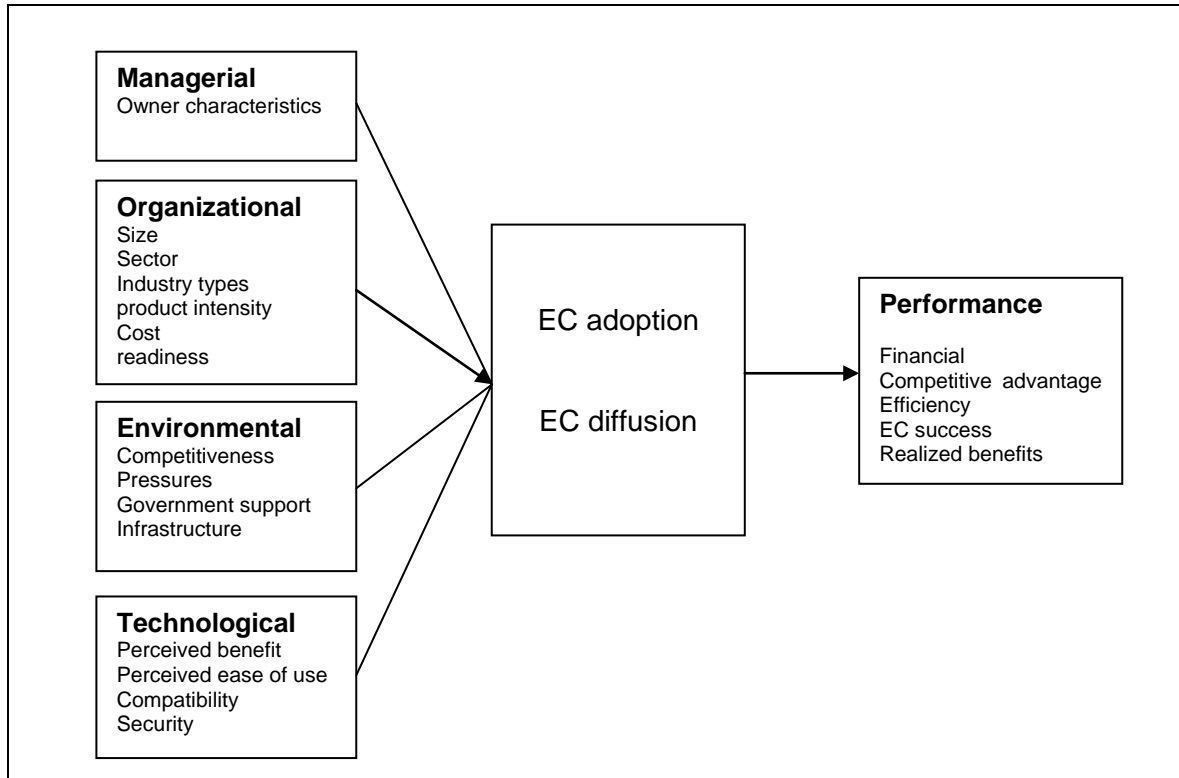 Managerial
Owner characteristics
Organizational
Size
Sector
Industry types
product intensity
Cost
readiness
Environmental
Competitiveness
Pressures
Government support
Infrastructure
Technological
Perceived benefit
Perceived ease of use
Compatibility
Security
EC adoption
EC diffusion
Performance
Financial
Competitive advantage
Efficiency
EC success
Realized benefits